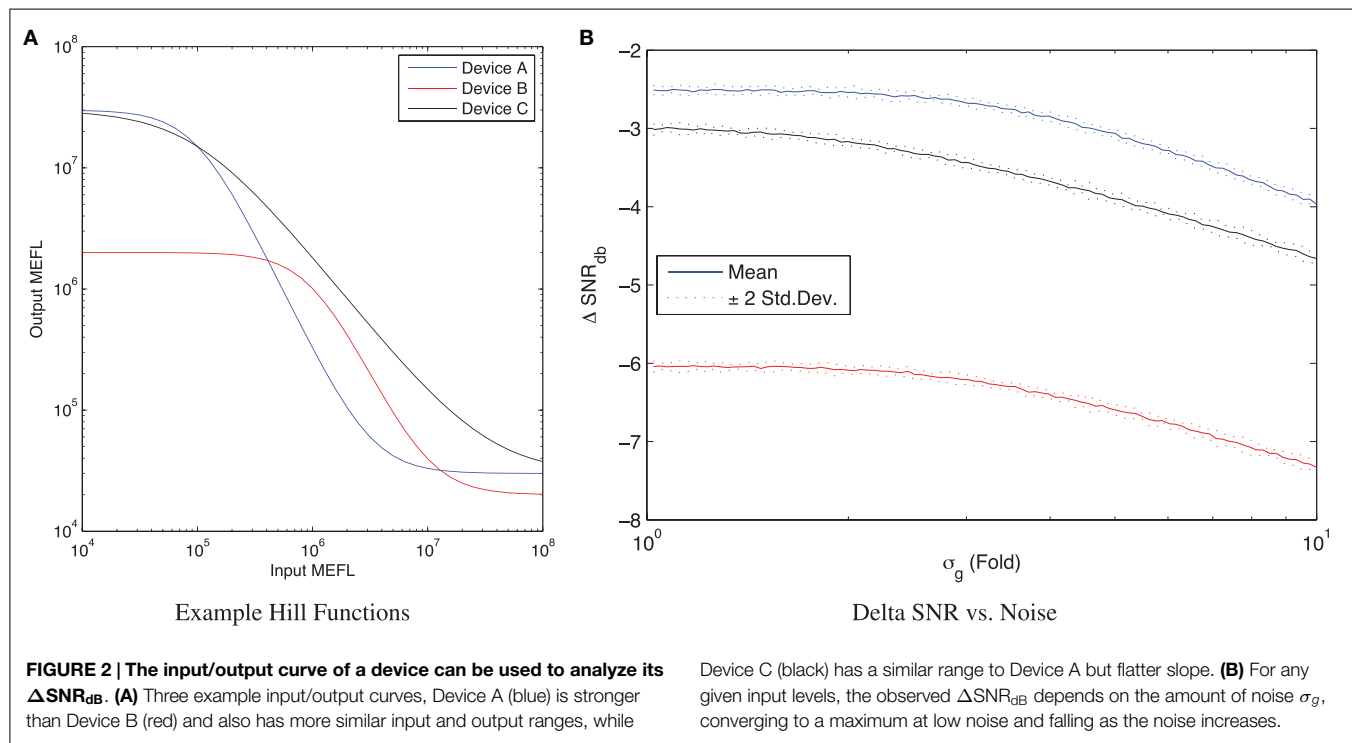 A
10^8
10^7
10^6
10^5
10^4
Output MEFL
Device A
Device B
Device C
10^4
10^5
10^6
10^7
10^8
Input MEFL
Example Hill Functions
B
-2
-3
-4
-5
-6
-7
-8
Δ SNR_db
Mean
± 2 Std.Dev.
10^0
10^1
σ_g (Fold)
Delta SNR vs. Noise
FIGURE 2 | The input/output curve of a device can be used to analyze its
ΔSNR_dB. (A) Three example input/output curves, Device A (blue) is stronger
than Device B (red) and also has more similar input and output ranges, while
Device C (black) has a similar range to Device A but flatter slope. (B) For any
given input levels, the observed ΔSNR_dB depends on the amount of noise σ_g,
converging to a maximum at low noise and falling as the noise increases.